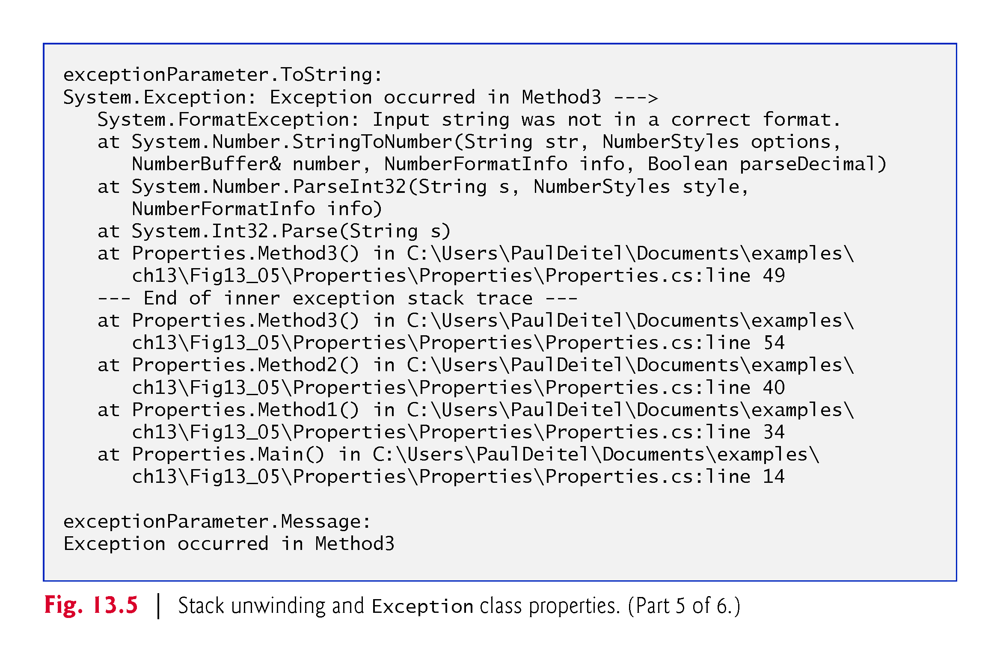 exceptionParameter.ToString:
System.Exception: Exception occurred in Method3 --->
   System.FormatException: Input string was not in a correct format.
   at System.Number.StringToNumber(String str, NumberStyles options,
      NumberBuffer& number, NumberFormatInfo info, Boolean parseDecimal)
   at System.Number.ParseInt32(String s, NumberStyles style,
      NumberFormatInfo info)
   at System.Int32.Parse(String s)
   at Properties.Method3() in C:\Users\PaulDeitel\Documents\examples\
      ch13\Fig13_05\Properties\Properties\Properties.cs:line 49
   --- End of inner exception stack trace ---
   at Properties.Method3() in C:\Users\PaulDeitel\Documents\examples\
      ch13\Fig13_05\Properties\Properties\Properties.cs:line 54
   at Properties.Method2() in C:\Users\PaulDeitel\Documents\examples\
      ch13\Fig13_05\Properties\Properties\Properties.cs:line 40
   at Properties.Method1() in C:\Users\PaulDeitel\Documents\examples\
      ch13\Fig13_05\Properties\Properties\Properties.cs:line 34
   at Properties.Main() in C:\Users\PaulDeitel\Documents\examples\
      ch13\Fig13_05\Properties\Properties\Properties.cs:line 14

exceptionParameter.Message:
Exception occurred in Method3
Fig. 13.5 | Stack unwinding and Exception class properties. (Part 5 of 6.)